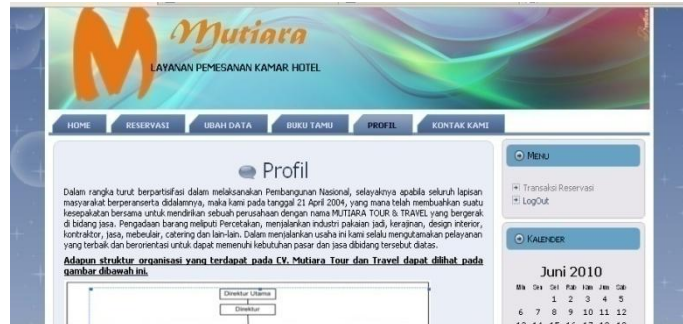 Mutiara
LAYANAN PEMESANAN KAMAR HOTEL
HOME RESERVASI UBAH DATA BUKU TAMU PROFIL KONTAK KAMI
Profil
Dalam rangka turut berpartisifasi dalam melaksanakan Pembangunan Nasional, selayaknya apabila seluruh lapisan
masyarakat berperanserta didalamnya, maka kami pada tanggal 21 April 2004, yang mana telah membuahkan suatu
kesepakatan bersama untuk mendirikan sebuah perusahaan dengan nama MUTIARA TOUR & TRAVEL yang bergerak
di bidang jasa. Pengadaan barang meliputi Percetakan, menjalankan industri pakaian jadi, kerajinan, design interior,
kontraktor, jasa, mebeulair, catering dan lain-lain. Dalam menjalankan usaha ini kami selalu mengutamakan pelayanan
yang terbaik dan berorientasi untuk dapat memenuhi kebutuhan pasar dan jasa dibidang tersebut diatas.
Adapun struktur organisasi yang terdapat pada CV. Mutiara Tour dan Travel dapat dilihat pada
gambar dibawah ini.
Direktur Utama
Direktur
MENU
Transaksi Reservasi
LogOut
KALENDER
Juni 2010
Min Sen Sel Rab Kam Jum Sab
1 2 3 4 5
6 7 8 9 10 11 12
13 14 15 16 17 18 19